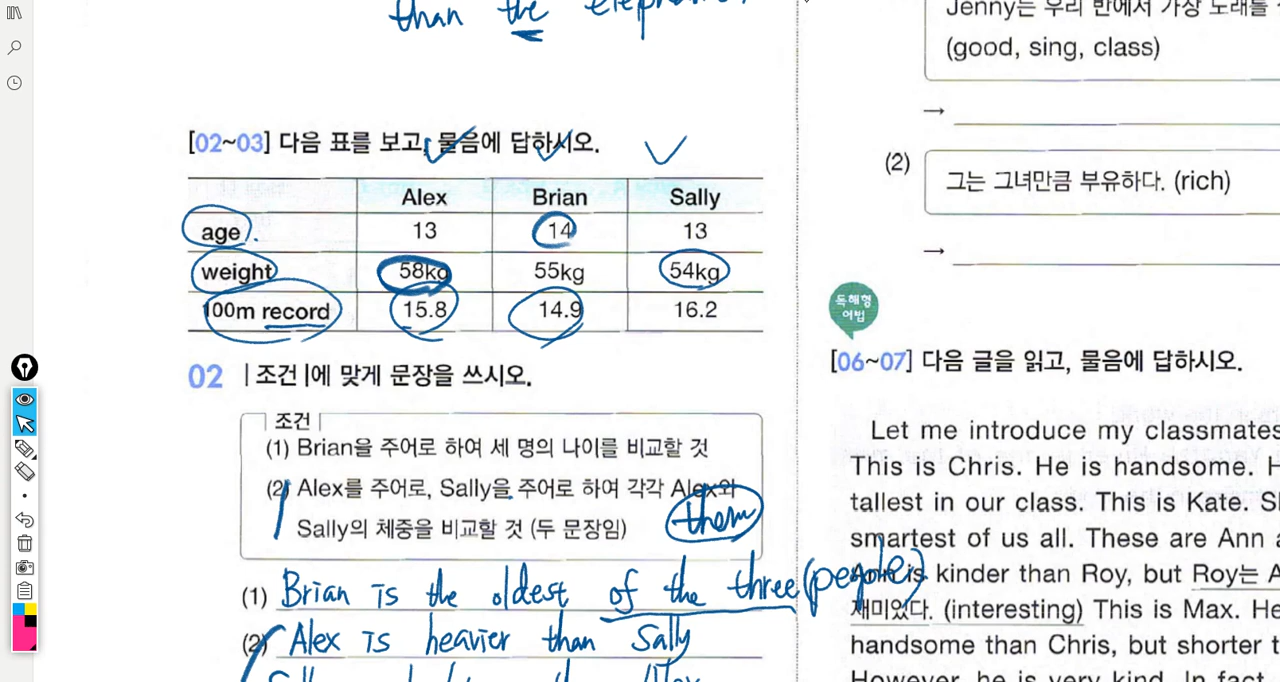 than the
[02~03] 다음 표를 보고, 물음에 답하시오.
Alex Brian Sally
age 13 14 13
weight 58kg 55kg 54kg
100m record 15.8 14.9 16.2
02 |조건|에 맞게 문장을 쓰시오.
|조건|
(1) Brian을 주어로 하여 세 명의 나이를 비교할 것
(2) Alex를 주어로, Sally을 주어로 하여 각각 Alex와
Sally의 체중을 비교할 것 (두 문장임)
them
(1) Brian is the oldest of the three (people)
(2) Alex is heavier than Sally
Jenny는 우리 반에서 가장 노래를
(good, sing, class)
→
(2) 그는 그녀만큼 부유하다. (rich)
→
독해형
어법
[06~07] 다음 글을 읽고, 물음에 답하시오.
Let me introduce my classmates
This is Chris. He is handsome. H
tallest in our class. This is Kate. S
smartest of us all. These are Ann a
Ann is kinder than Roy, but Roy는 A
재미있다. (interesting) This is Max. He
handsome than Chris, but shorter t
However, he is very kind. In fact